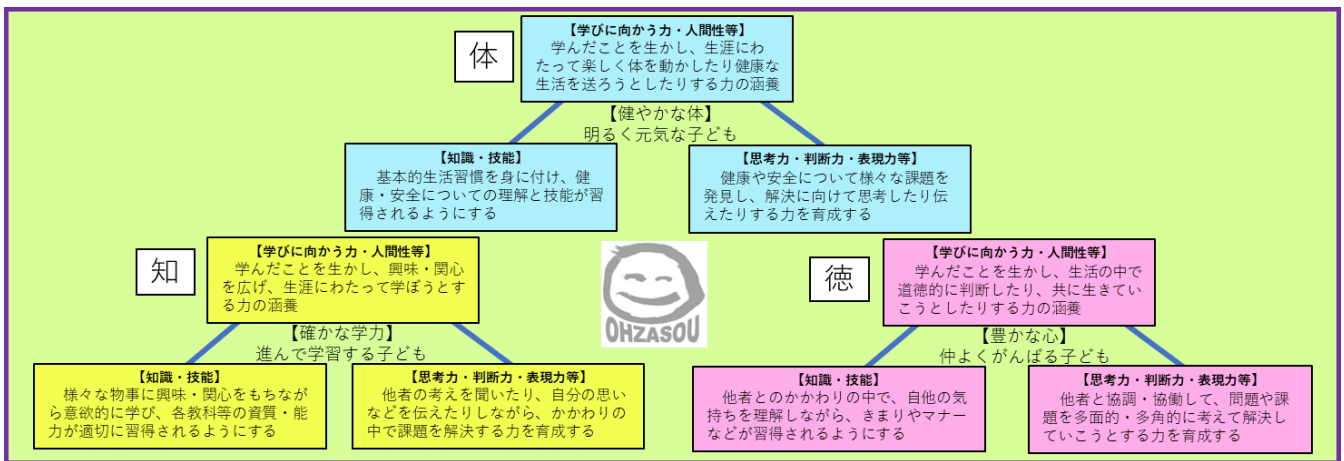 体
【学びに向かう力・人間性等】
学んだことを生かし、生涯にわ
たって楽しく体を動かしたり健康な
生活を送ろうとしたりする力の涵養
【健やかな体】
明るく元気な子ども
【知識・技能】
基本的生活習慣を身に付け、健
康・安全についての理解と技能が習
得されるようにする
【思考力・判断力・表現力等】
健康や安全について様々な課題を
発見し、解決に向けて思考したり伝
えたりする力を育成する
知
【学びに向かう力・人間性等】
学んだことを生かし、興味・関心
を広げ、生涯にわたって学ぼうとす
る力の涵養
【確かな学力】
進んで学習する子ども
【知識・技能】
様々な物事に興味・関心をもちなが
ら意欲的に学び、各教科等の資質・能
力が適切に習得されるようにする
【思考力・判断力・表現力等】
他者の考えを聞いたり、自分の思い
などを伝えたりしながら、かかわりの
中で課題を解決する力を育成する
OHZASOU
徳
【学びに向かう力・人間性等】
学んだことを生かし、生活の中で
道徳的に判断したり、共に生きてい
こうとしたりする力の涵養
【豊かな心】
仲よくがんばる子ども
【知識・技能】
他者とのかかわりの中で、自他の気
持ちを理解しながら、きまりやマナー
などが習得されるようにする
【思考力・判断力・表現力等】
他者と協調・協働して、問題や課
題を多面的・多角的に考えて解決し
ていこうとする力を育成する